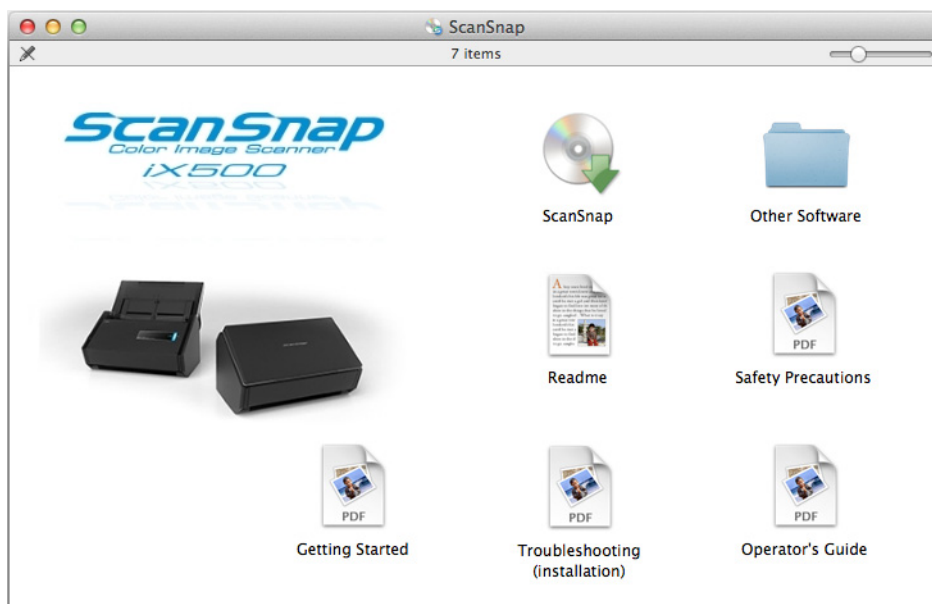 ScanSnap
7 items
ScanSnap
Color Image Scanner
iX500
ScanSnap
Other Software
Readme
Safety Precautions
PDF
PDF
PDF
PDF
Getting Started
Troubleshooting
(installation)
Operator's Guide